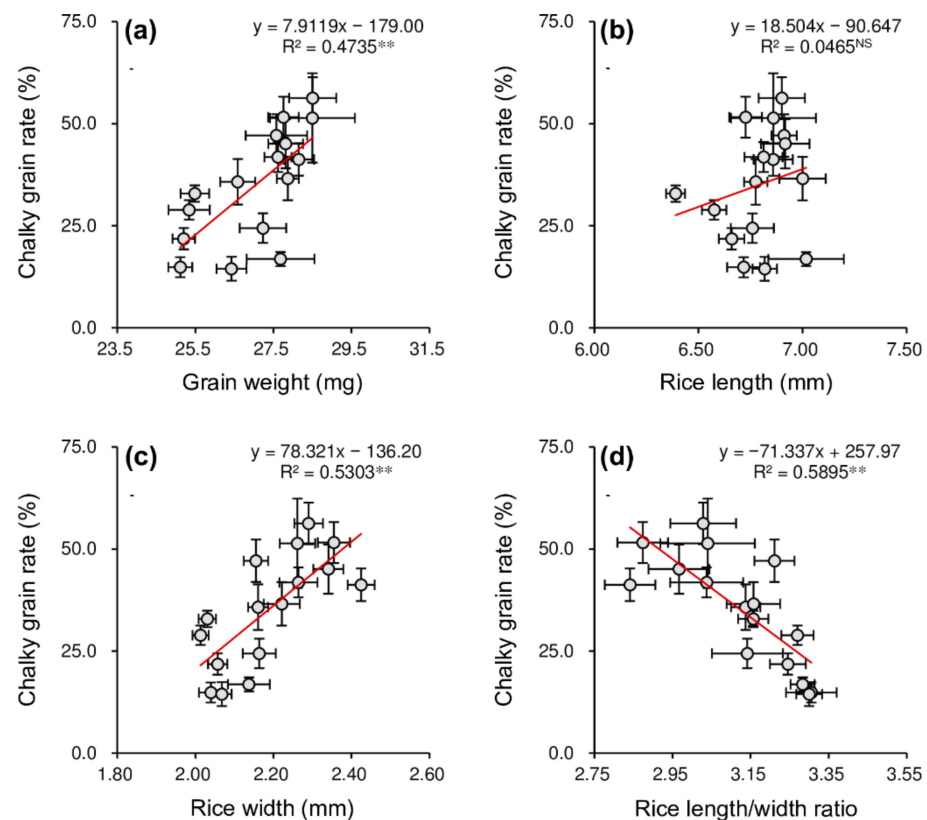 (a)
y = 7.9119x − 179.00
R² = 0.4735**
Chalky grain rate (%)
75.0
50.0
25.0
0.0
23.5 25.5 27.5 29.5 31.5
Grain weight (mg)
(b)
y = 18.504x − 90.647
R² = 0.0465NS
Chalky grain rate (%)
75.0
50.0
25.0
0.0
6.00 6.50 7.00 7.50
Rice length (mm)
(c)
y = 78.321x − 136.20
R² = 0.5303**
Chalky grain rate (%)
75.0
50.0
25.0
0.0
1.80 2.00 2.20 2.40 2.60
Rice width (mm)
(d)
y = −71.337x + 257.97
R² = 0.5895**
Chalky grain rate (%)
75.0
50.0
25.0
0.0
2.75 2.95 3.15 3.35 3.55
Rice length/width ratio